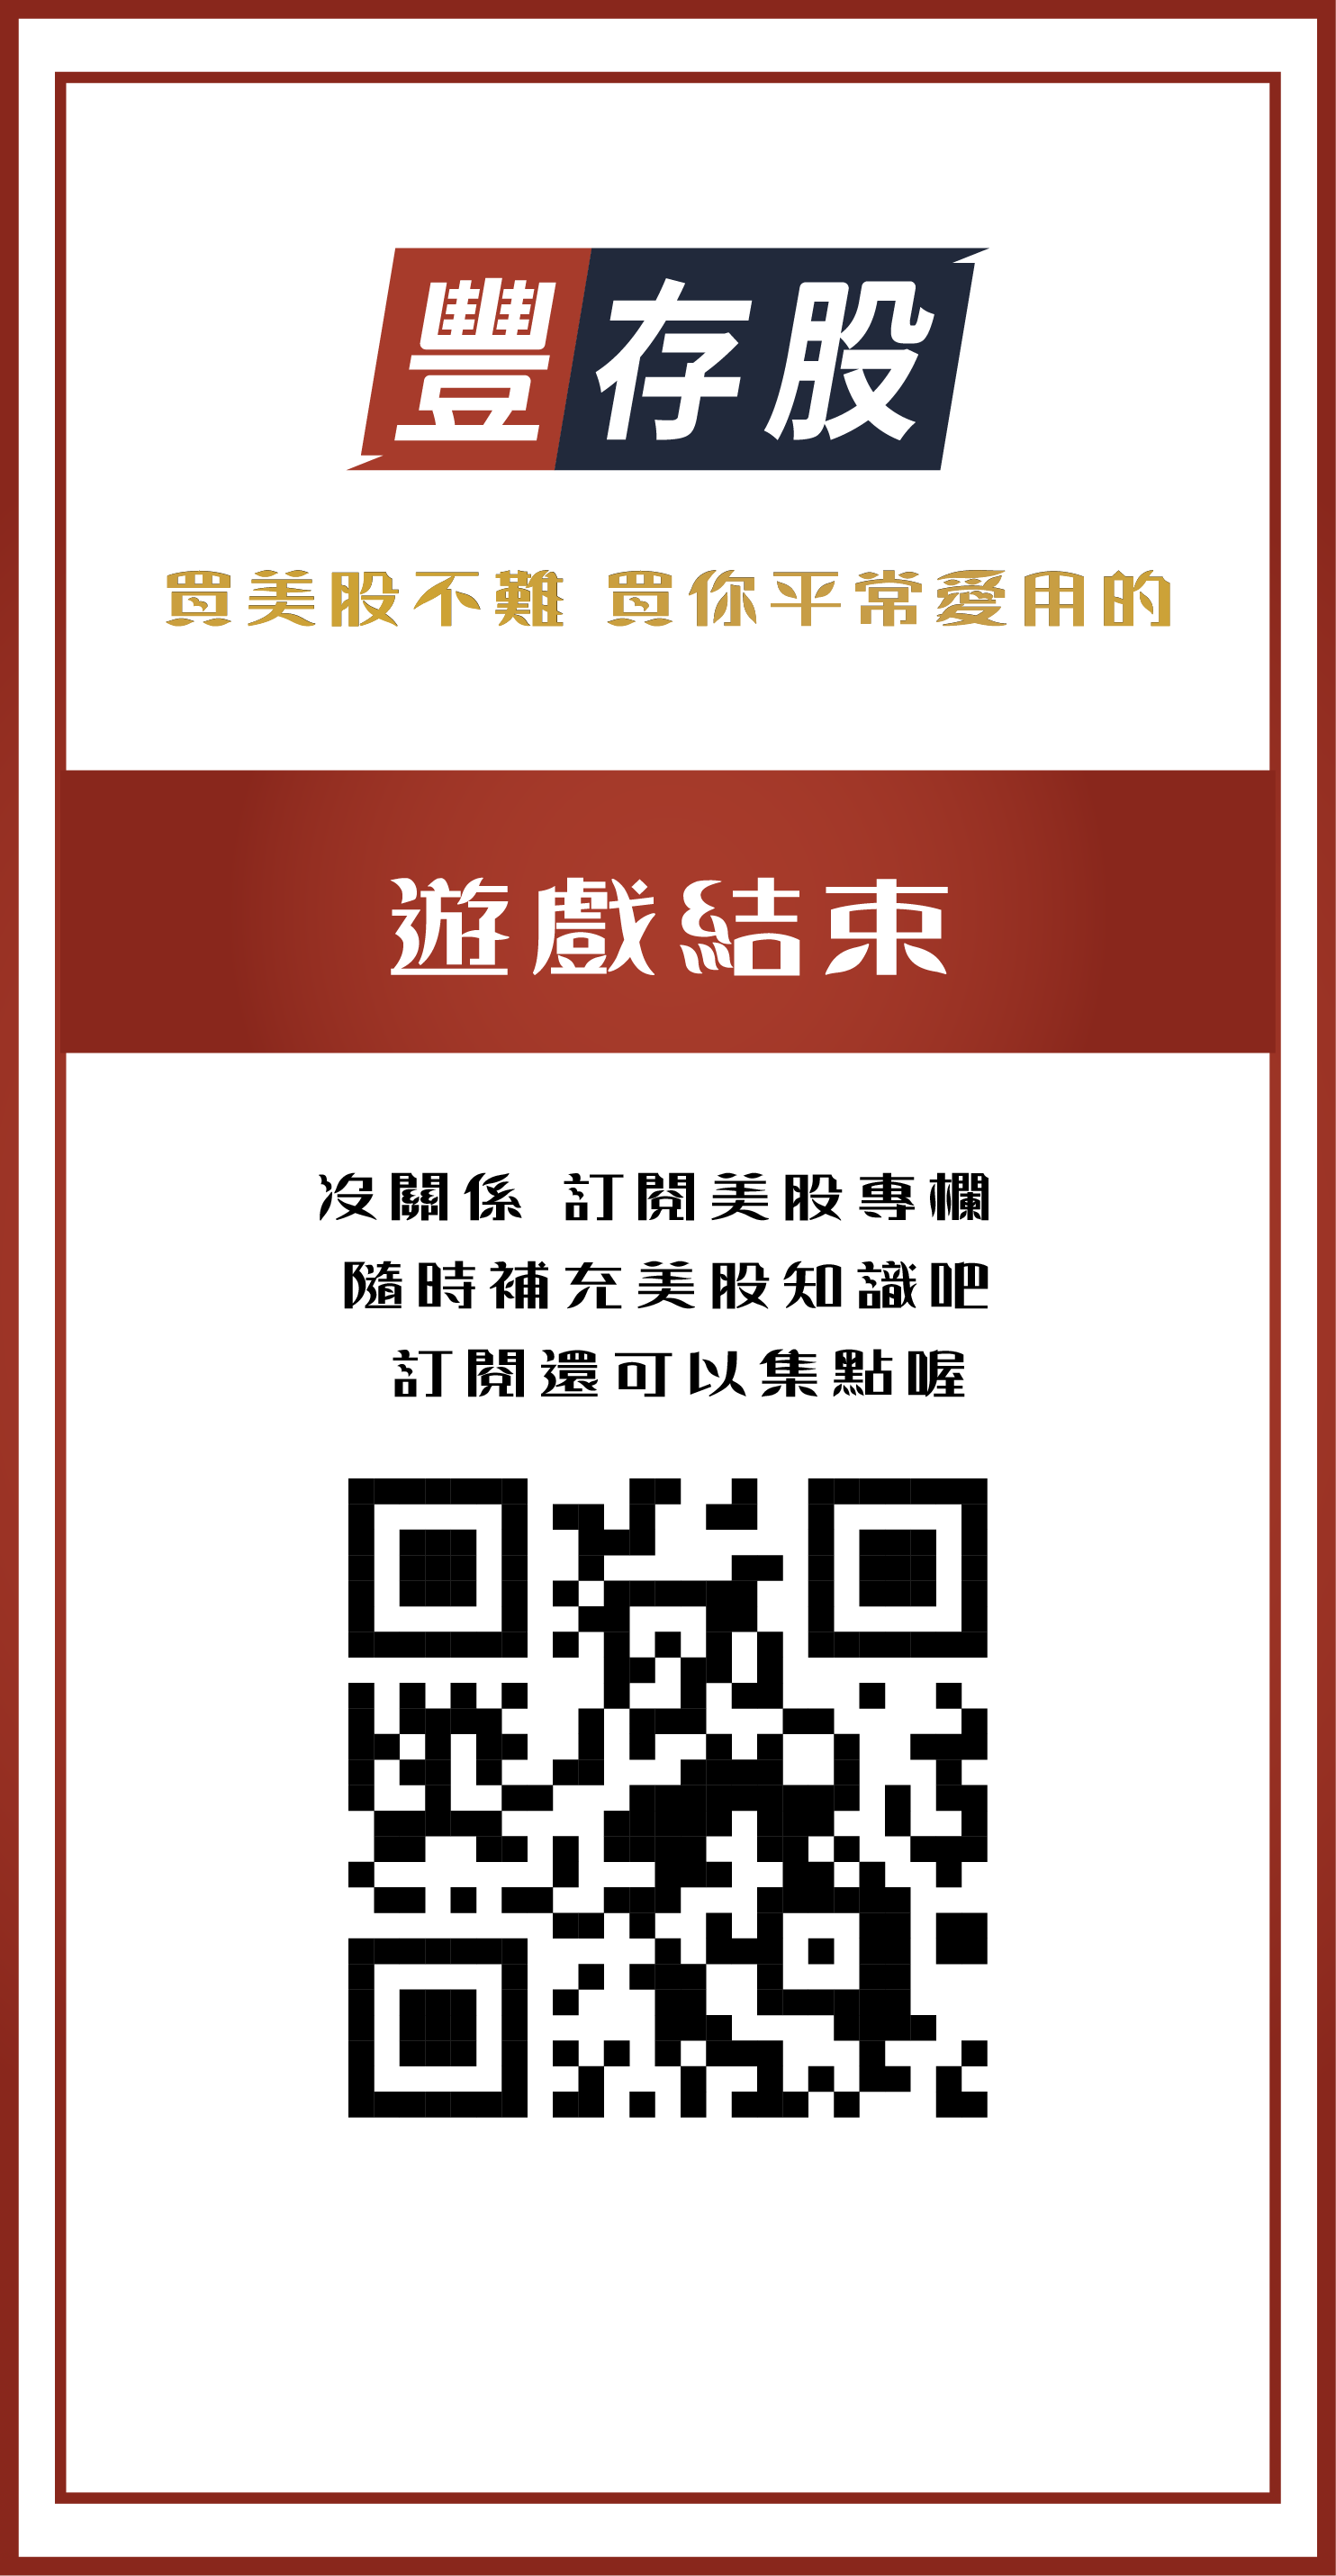 豐存股
買美股不難 買你平常愛用的
遊戲結束
沒關係 訂閱美股專欄
隨時補充美股知識吧
訂閱還可以集點喔